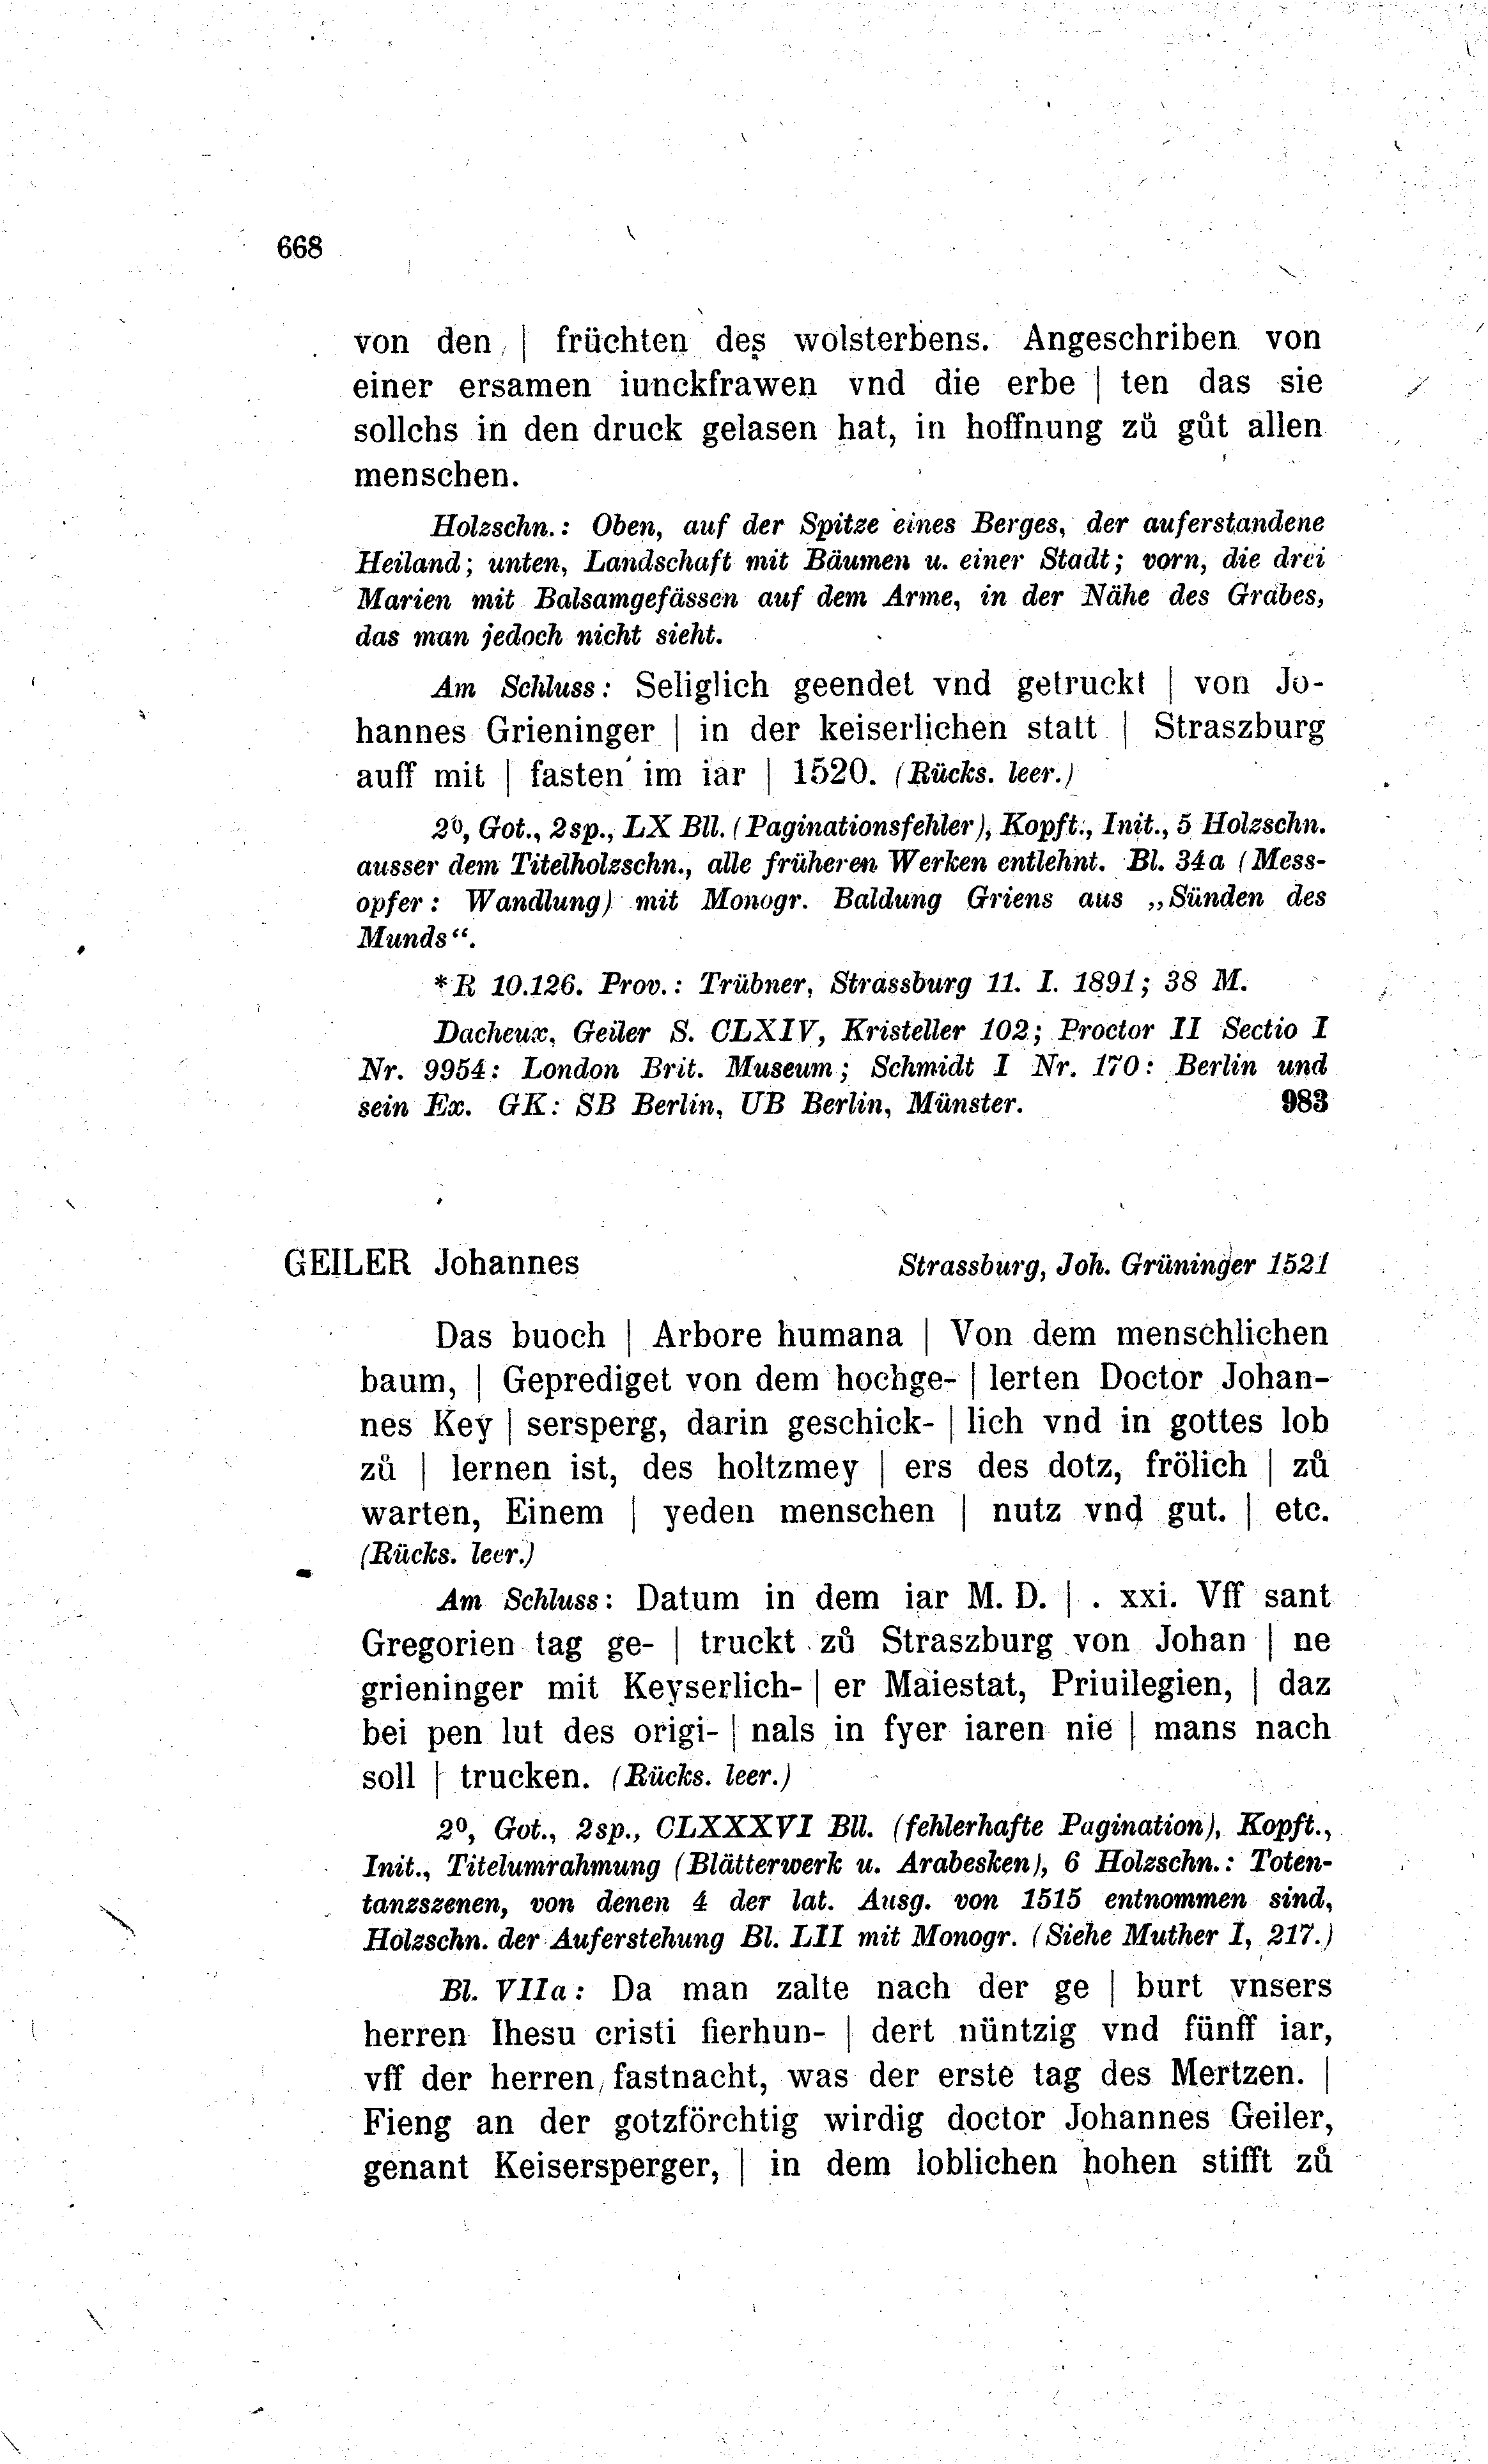 668
von den | früchten des wolsterbens. Angeschriben von
einer ersamen iunckfrawen vnd die erbe | ten das sie
sollchs in den druck gelasen hat, in hoffnung zů gůt allen
menschen.
Holzschn.: Oben, auf der Spitze eines Berges, der auferstandene
Heiland; unten, Landschaft mit Bäumen u. einer Stadt; vorn, die drei
Marien mit Balsamgefässen auf dem Arme, in der Nähe des Grabes,
das man jedoch nicht sieht.
Am Schluss: Seliglich geendet vnd getruckt | von Jo-
hannes Grieninger | in der keiserlichen statt | Straszburg
auff mit | fasten im iar | 1520. (Rücks. leer.)
2⁰, Got., 2sp., LX Bll. (Paginationsfehler), Kopft., Init., 5 Holzschn.
ausser dem Titelholzschn., alle früheren Werken entlehnt. Bl. 34a (Mess-
opfer: Wandlung) mit Monogr. Baldung Griens aus „Sünden des
Munds“.
*R 10.126. Prov.: Trübner, Strassburg 11. I. 1891; 38 M.
Dacheux, Geiler S. CLXIV, Kristeller 102; Proctor II Sectio I
Nr. 9954: London Brit. Museum; Schmidt I Nr. 170: Berlin und
sein Ex. GK: SB Berlin, UB Berlin, Münster. 983
GEILER Johannes Strassburg, Joh. Grüninger 1521
Das buoch | Arbore humana | Von dem menschlichen
baum, | Geprediget von dem hochge- | lerten Doctor Johan-
nes Key | sersperg, darin geschick- | lich vnd in gottes lob
zů | lernen ist, des holtzmey | ers des dotz, frölich | zů
warten, Einem | yeden menschen | nutz vnd gut. | etc.
(Rücks. leer.)
Am Schluss: Datum in dem iar M. D. | . xxi. Vff sant
Gregorien tag ge- | truckt zů Straszburg von Johan | ne
grieninger mit Keyserlich- | er Maiestat, Priuilegien, | daz
bei pen lut des origi- | nals in fyer iaren nie | mans nach
soll | trucken. (Rücks. leer.)
2⁰, Got., 2sp., CLXXXVI Bll. (fehlerhafte Pagination), Kopft.,
Init., Titelumrahmung (Blätterwerk u. Arabesken), 6 Holzschn.: Toten-
tanzszenen, von denen 4 der lat. Ausg. von 1515 entnommen sind,
Holzschn. der Auferstehung Bl. LII mit Monogr. (Siehe Muther I, 217.)
Bl. VIIa: Da man zalte nach der ge | burt vnsers
herren Ihesu cristi fierhun- | dert nüntzig vnd fünff iar,
vff der herren fastnacht, was der erste tag des Mertzen. |
Fieng an der gotzförchtig wirdig doctor Johannes Geiler,
genant Keisersperger, | in dem loblichen hohen stifft zů